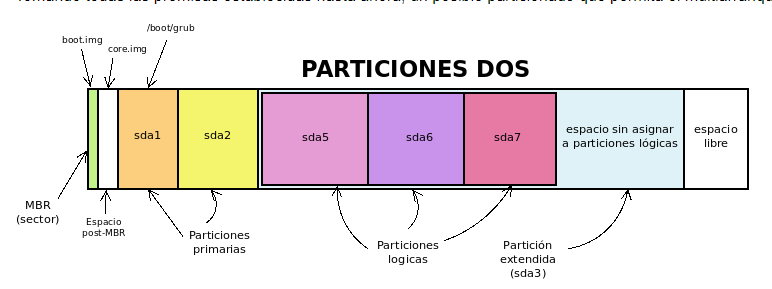 boot.img
core.img
/boot/grub
PARTICIONES DOS
sda1
sda2
sda5
sda6
sda7
espacio sin asignar
a particiones lógicas
espacio
libre
MBR
(sector)
Espacio
post-MBR
Particiones
primarias
Particiones
logicas
Partición
extendida
(sda3)